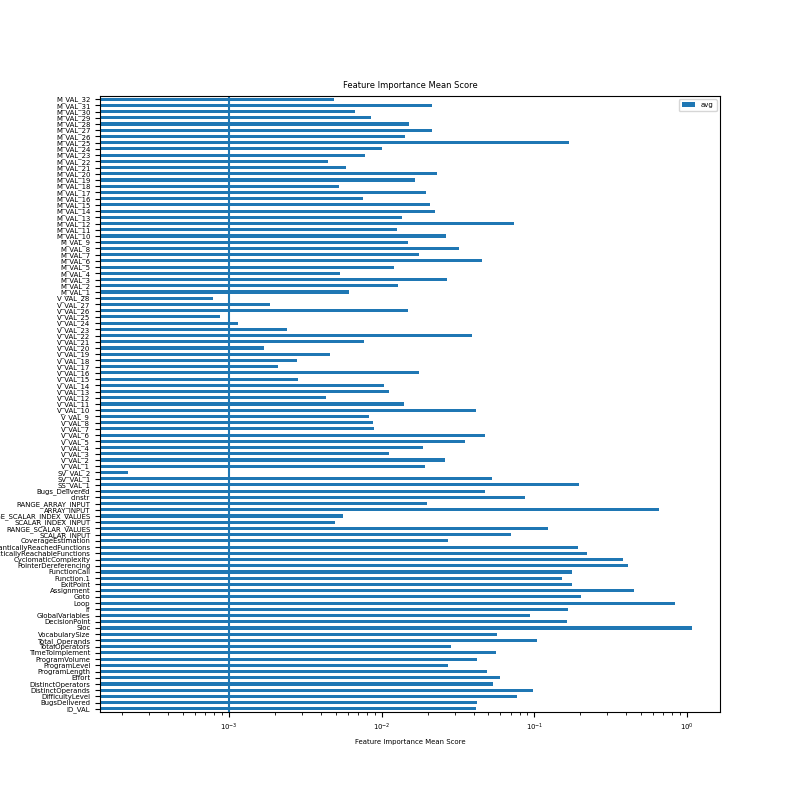 Feature Importance Mean Score
avg
M_VAL_32
M_VAL_31
M_VAL_30
M_VAL_29
M_VAL_28
M_VAL_27
M_VAL_26
M_VAL_25
M_VAL_24
M_VAL_23
M_VAL_22
M_VAL_21
M_VAL_20
M_VAL_19
M_VAL_18
M_VAL_17
M_VAL_16
M_VAL_15
M_VAL_14
M_VAL_13
M_VAL_12
M_VAL_11
M_VAL_10
M_VAL_9
M_VAL_8
M_VAL_7
M_VAL_6
M_VAL_5
M_VAL_4
M_VAL_3
M_VAL_2
M_VAL_1
V_VAL_28
V_VAL_27
V_VAL_26
V_VAL_25
V_VAL_24
V_VAL_23
V_VAL_22
V_VAL_21
V_VAL_20
V_VAL_19
V_VAL_18
V_VAL_17
V_VAL_16
V_VAL_15
V_VAL_14
V_VAL_13
V_VAL_12
V_VAL_11
V_VAL_10
V_VAL_9
V_VAL_8
V_VAL_7
V_VAL_6
V_VAL_5
V_VAL_4
V_VAL_3
V_VAL_2
V_VAL_1
SV_VAL_2
SV_VAL_1
SS_VAL_1
Bugs_Delivered
cinstr
RANGE_ARRAY_INPUT
ARRAY_INPUT
E_SCALAR_INDEX_VALUES
SCALAR_INDEX_INPUT
RANGE_SCALAR_VALUES
SCALAR_INPUT
CoverageEstimation
anticallyReachedFunctions
ticallyReachableFunctions
CyclomaticComplexity
PointerDereferencing
FunctionCall
Function.1
ExitPoint
Assignment
Goto
Loop
If
GlobalVariables
DecisionPoint
Sloc
VocabularySize
Total_Operands
TotalOperators
TimeToImplement
ProgramVolume
ProgramLevel
ProgramLength
Effort
DistinctOperators
DistinctOperands
DifficultyLevel
BugsDelivered
ID_VAL
10⁻³ 10⁻² 10⁻¹ 10⁰
Feature Importance Mean Score